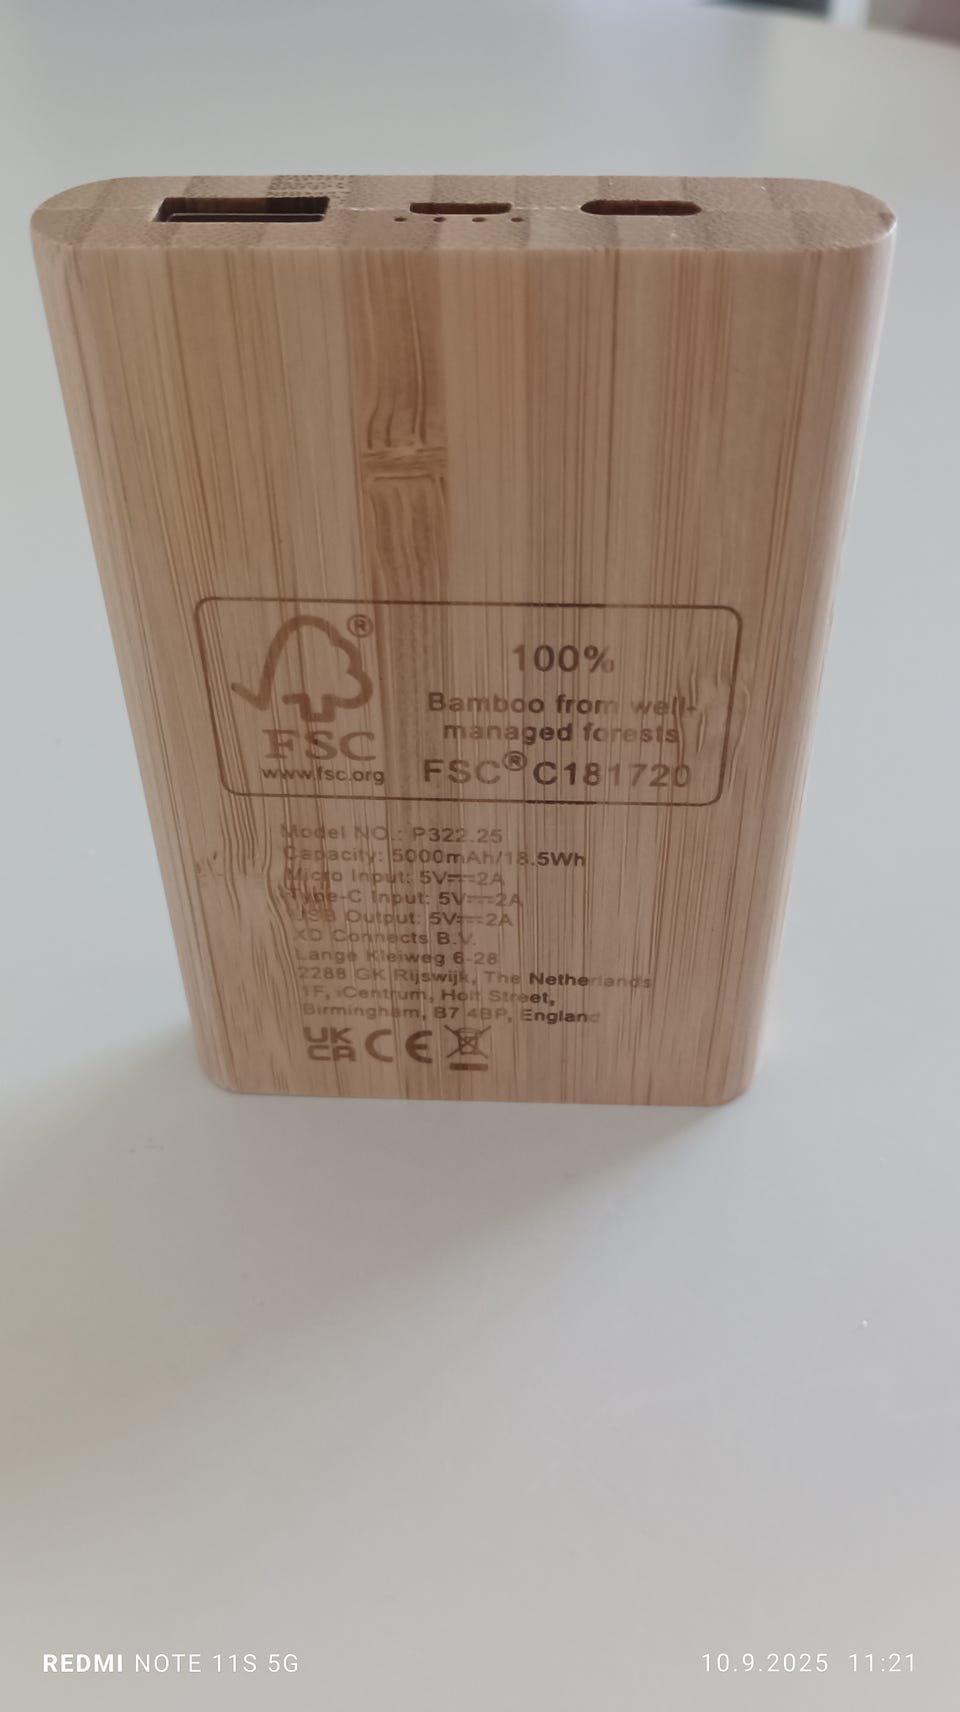 ®
FSC
www.fsc.org
100%
Bamboo from well-
managed forests
FSC® C181720
Model NO.: P322.25
Capacity: 5000mAh/18.5Wh
Micro Input: 5V⎓2A
Type-C Input: 5V⎓2A
USB Output: 5V⎓2A
XD Connects B.V.
Lange Kleiweg 6-28
2288 GK Rijswijk, The Netherlands
1F, iCentrum, Holt Street,
Birmingham, B7 4BP, England
UK
CA CE
REDMI NOTE 11S 5G
10.9.2025 11:21